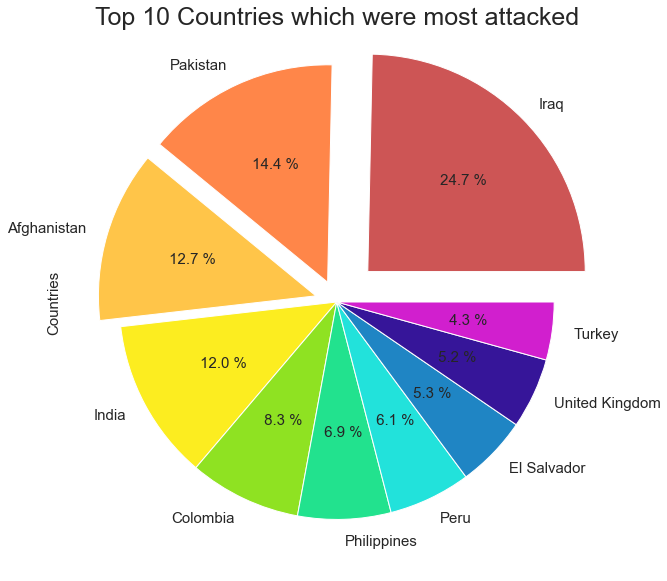 Top 10 Countries which were most attacked
Pakistan
Iraq
14.4 %
24.7 %
Afghanistan
12.7 %
Countries
4.3 %
Turkey
5.2 %
12.0 %
5.3 %
United Kingdom
India
8.3 %
6.9 %
6.1 %
El Salvador
Colombia
Peru
Philippines